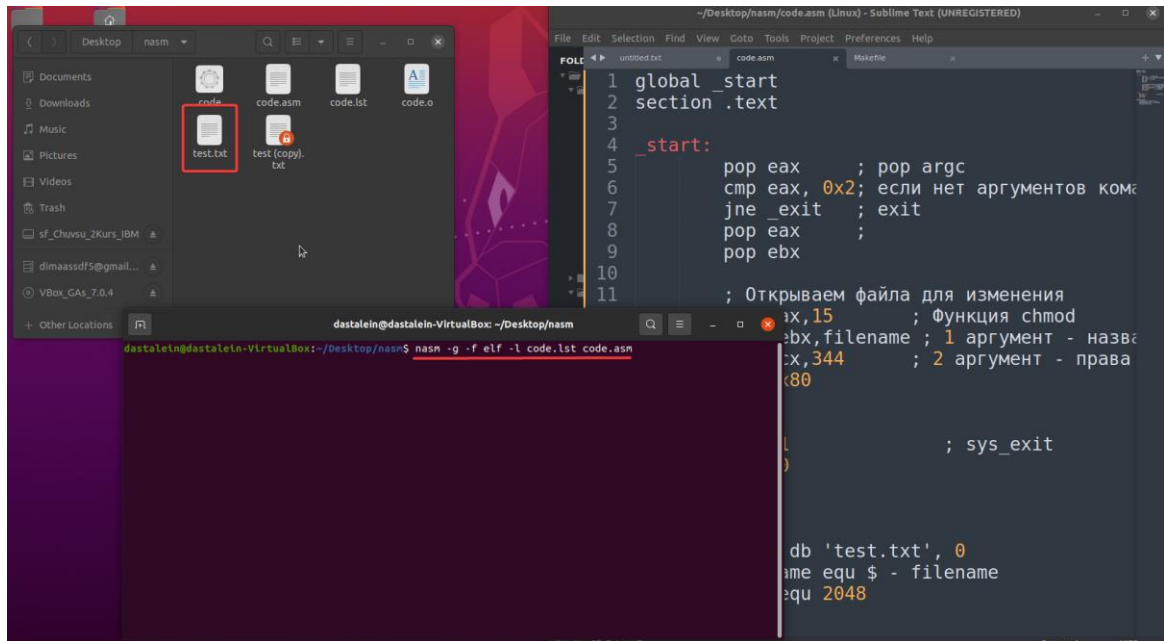 Desktop nasm
Documents
Downloads
Music
Pictures
Videos
Trash
sf_Chuvsu_2Kurs_IBM
dimaassdf5@gmail...
VBox_GAs_7.0.4
+ Other Locations
code
code.asm
code.lst
code.o
test.txt
test (copy).
txt
~/Desktop/nasm/code.asm (Linux) - Sublime Text (UNREGISTERED)
File Edit Selection Find View Goto Tools Project Preferences Help
FOL
untitled.txt
code.asm
Makefile
1 global _start
2 section .text
3
4 _start:
5 pop eax ; pop argc
6 cmp eax, 0x2; если нет аргументов кома
7 jne _exit ; exit
8 pop eax ;
9 pop ebx
10
11 ; Открываем файла для изменения
ax,15 ; Функция chmod
ebx,filename ; 1 аргумент - назва
cx,344 ; 2 аргумент - права
x80
; sys_exit
db 'test.txt', 0
ame equ $ - filename
equ 2048
dastalein@dastalein-VirtualBox: ~/Desktop/nasm
dastalein@dastalein-VirtualBox:~/Desktop/nasm$ nasm -g -f elf -l code.lst code.asm